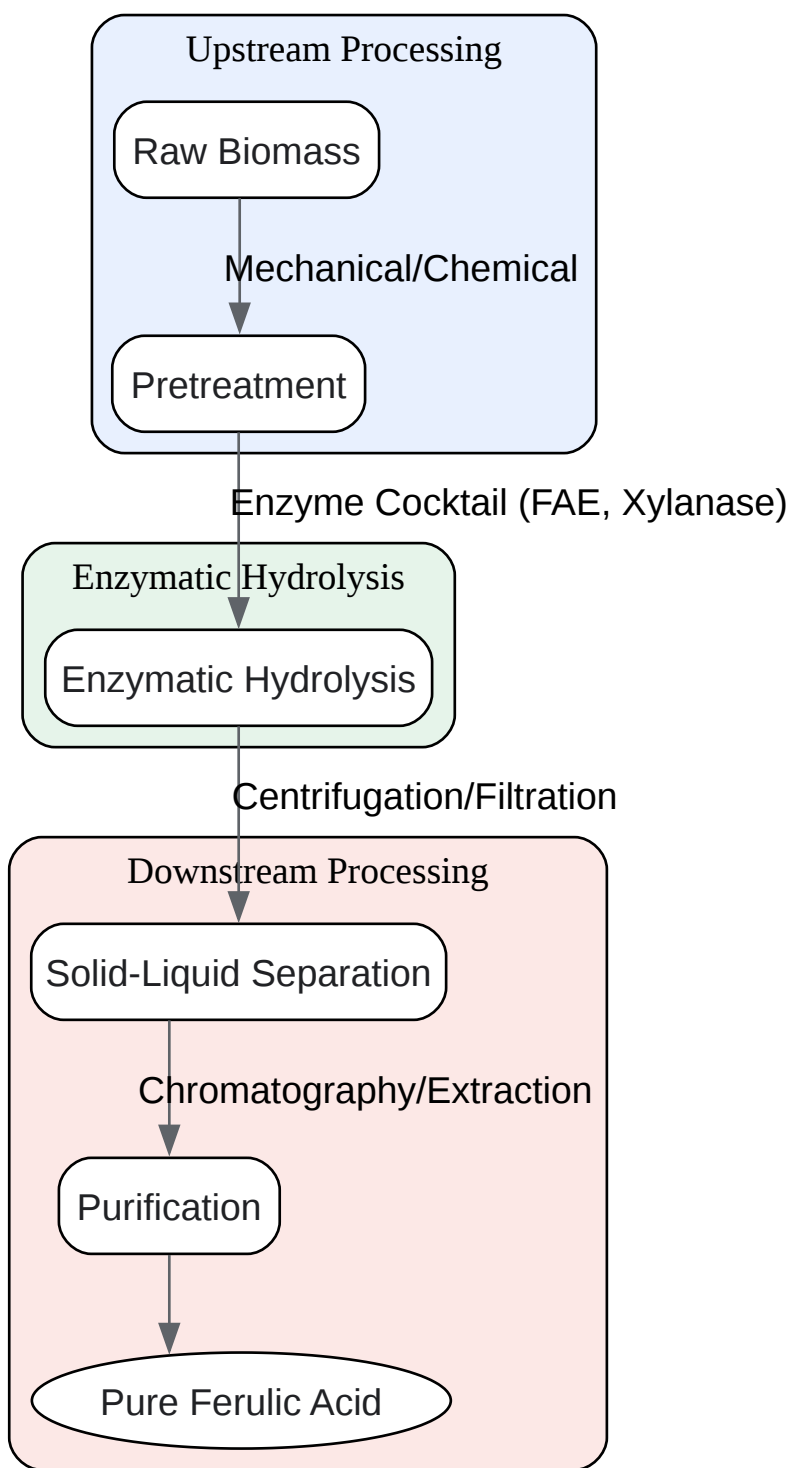 Upstream Processing
Raw Biomass
Mechanical/Chemical
Pretreatment
Enzyme Cocktail (FAE, Xylanase)
Enzymatic Hydrolysis
Enzymatic Hydrolysis
Centrifugation/Filtration
Downstream Processing
Solid-Liquid Separation
Chromatography/Extraction
Purification
Pure Ferulic Acid